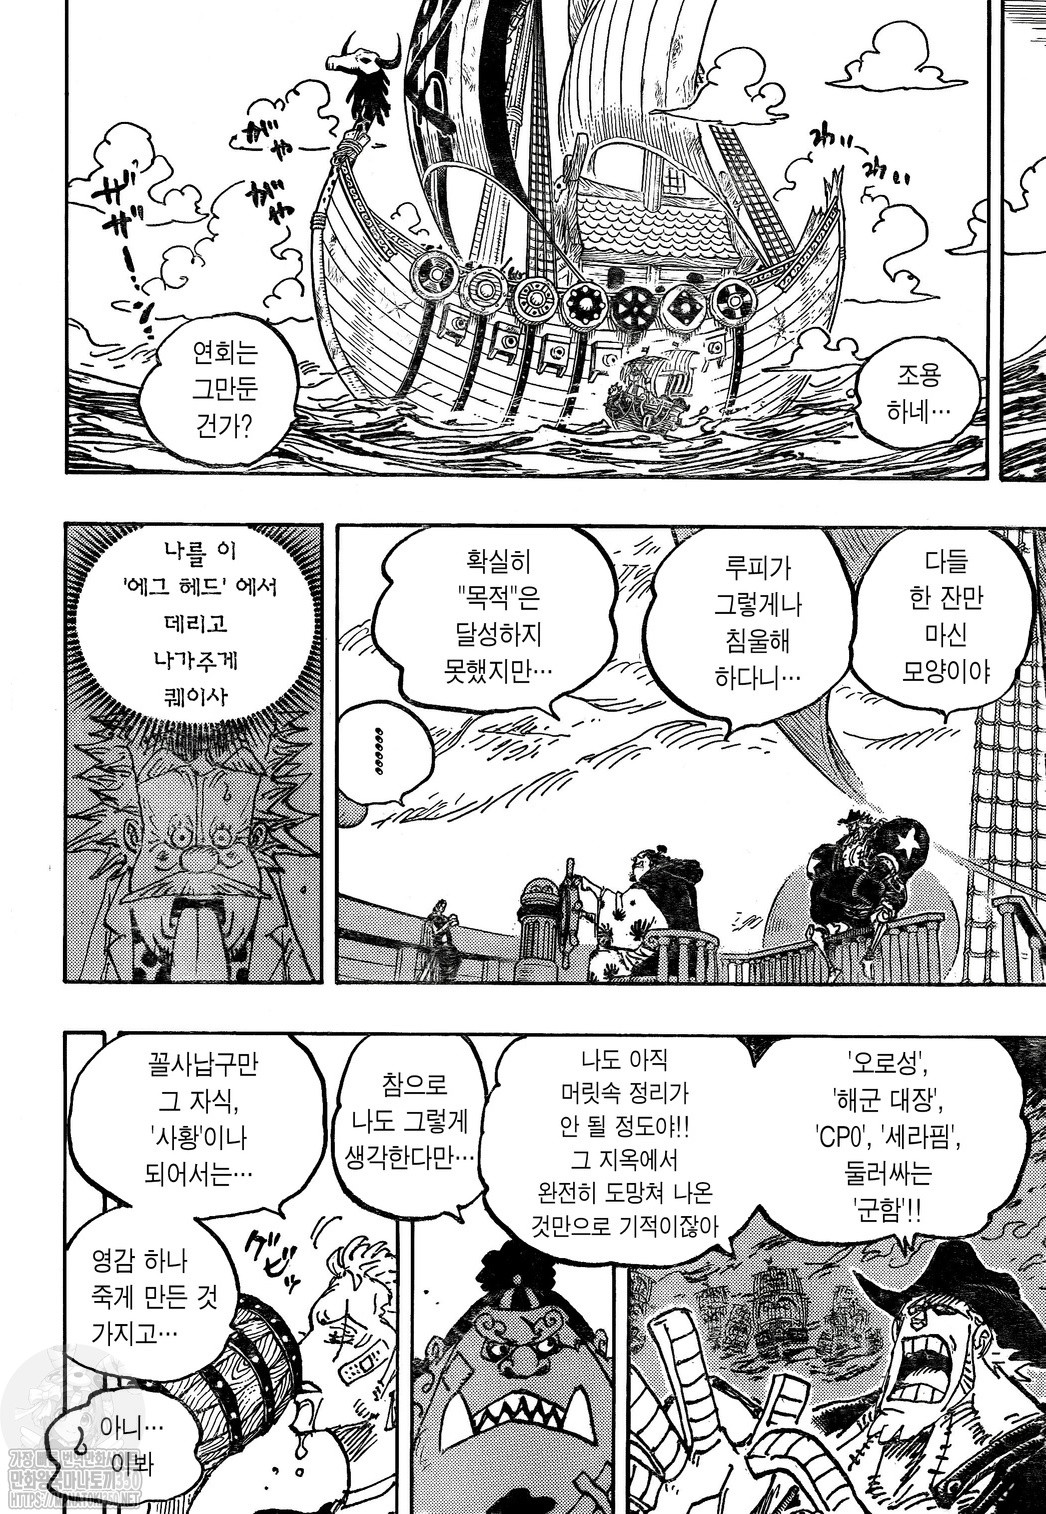 조용
하네…
연회는
그만둔
건가?
다들
한 잔만
마신
모양이야
루피가
그렇게나
침울해
하다니…
확실히
"목적"은
달성하지
못했지만…
나를 이
'에그 헤드' 에서
데리고
나가주게
퀘이사
'오로성',
'해군 대장',
'CP0', '세라핌',
둘러싸는
'군함'!!
나도 아직
머릿속 정리가
안 될 정도야!!
그 지옥에서
완전히 도망쳐 나온
것만으로 기적이잖아
참으로
나도 그렇게
생각한다만…
꼴사납구만
그 자식,
'사황'이나
되어서는…
영감 하나
죽게 만든 것
가지고…
아니…
이봐